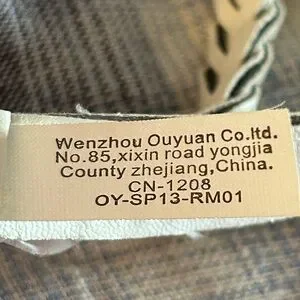 Wenzhou Ouyuan Co.ltd.
No.85,xixin road yongjia
County zhejiang,China.
CN-1208
OY-SP13-RM01